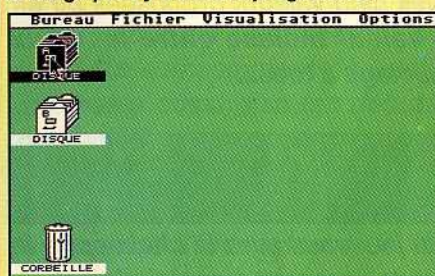 Bureau Fichier Visualisation Options
A
DISQUE
B
DISQUE
CORBEILLE